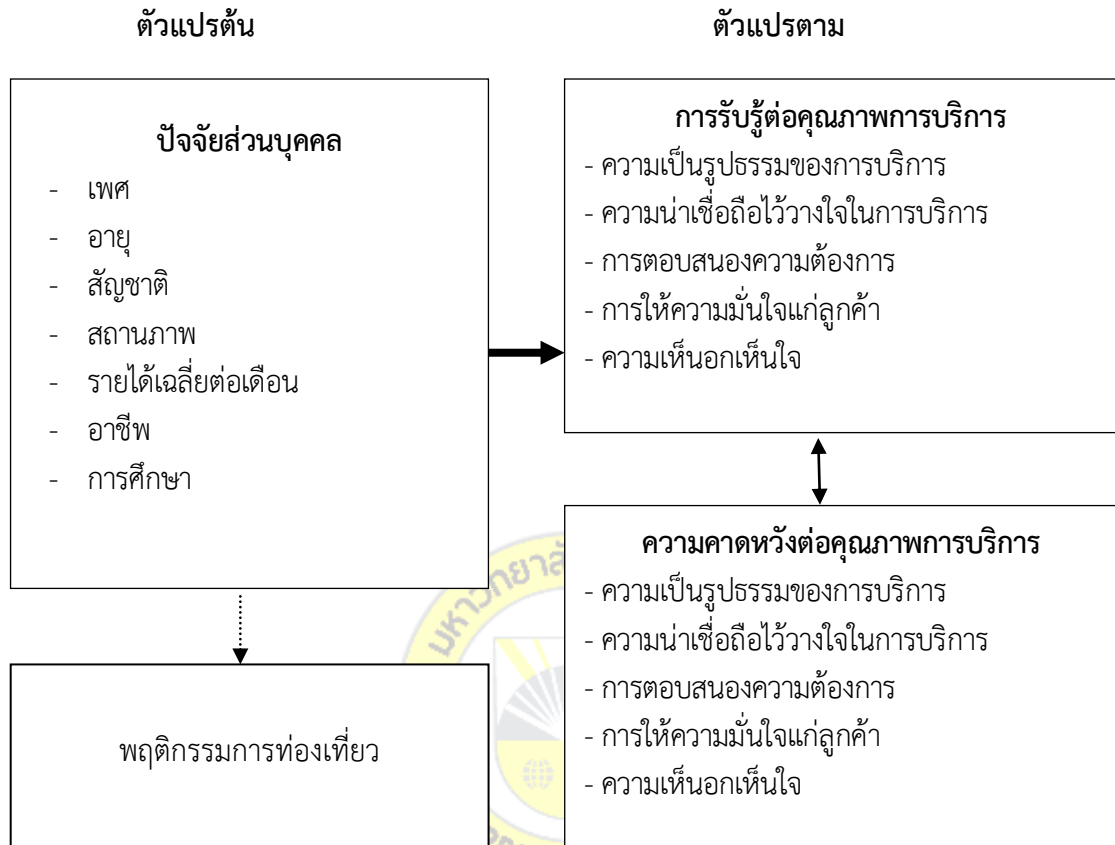 ตัวแปรต้น
ตัวแปรตาม
ปัจจัยส่วนบุคคล
- เพศ
- อายุ
- สัญชาติ
- สถานภาพ
- รายได้เฉลี่ยต่อเดือน
- อาชีพ
- การศึกษา
พฤติกรรมการท่องเที่ยว
การรับรู้ต่อคุณภาพการบริการ
- ความเป็นรูปธรรมของการบริการ
- ความน่าเชื่อถือไว้วางใจในการบริการ
- การตอบสนองความต้องการ
- การให้ความมั่นใจแก่ลูกค้า
- ความเห็นอกเห็นใจ
ความคาดหวังต่อคุณภาพการบริการ
- ความเป็นรูปธรรมของการบริการ
- ความน่าเชื่อถือไว้วางใจในการบริการ
- การตอบสนองความต้องการ
- การให้ความมั่นใจแก่ลูกค้า
- ความเห็นอกเห็นใจ